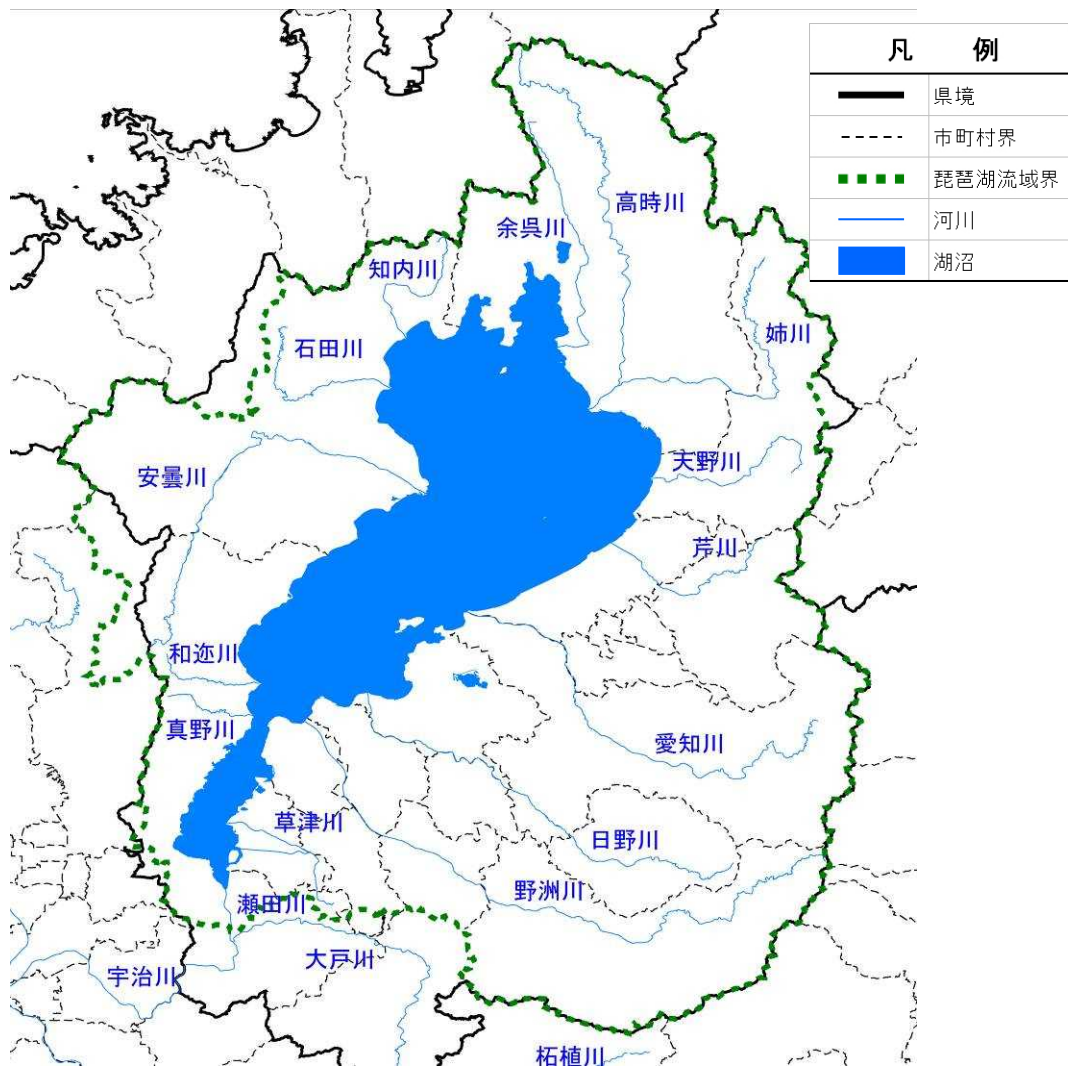 凡 例
県境
市町村界
琵琶湖流域界
河川
湖沼
高時川
余呉川
知内川
姉川
石田川
天野川
安曇川
芹川
和迩川
真野川
愛知川
草津川
日野川
野洲川
瀬田川
大戸川
宇治川
柘植川